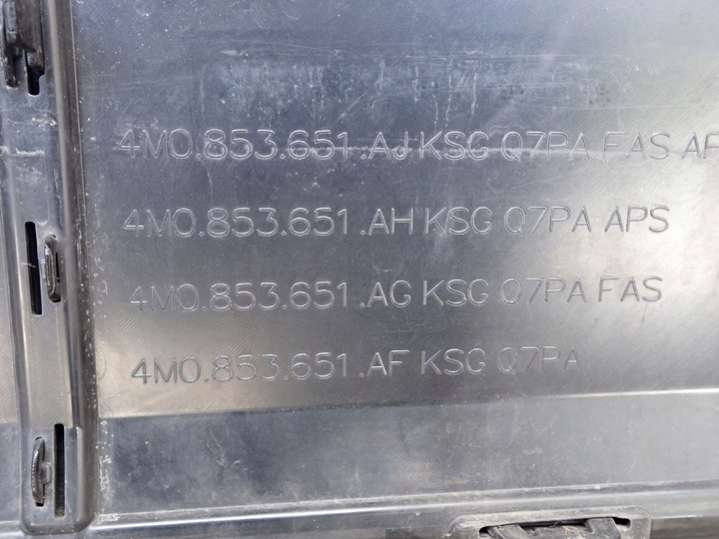 4M0.853.651.AJ KSG Q7PA FAS
4M0.853.651.AH KSG Q7PA APS
4M0.853.651.AG KSG Q7PA FAS
4M0.853.651.AF KSG Q7PA